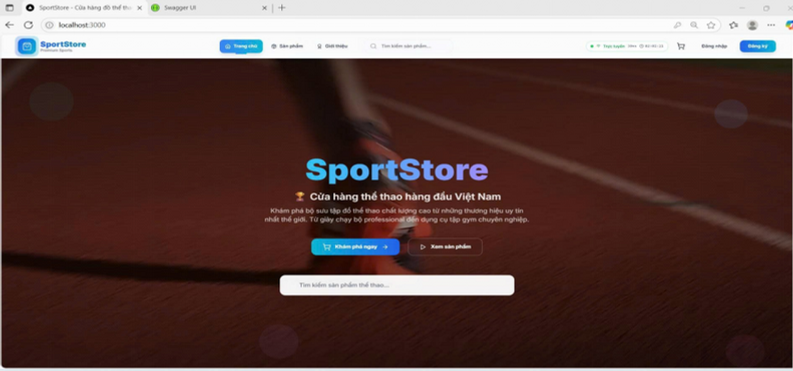 SportStore - Cửa hàng đồ thể tha
Swagger UI
localhost:3000
SportStore
Premium Sports
Trang chủ
Sản phẩm
Giới thiệu
Tìm kiếm sản phẩm...
Trực tuyến
Đăng nhập
Đăng ký
SportStore
🏆 Cửa hàng thể thao hàng đầu Việt Nam
Khám phá bộ sưu tập đồ thể thao chất lượng cao từ những thương hiệu uy tín
nhất thế giới. Từ giày chạy bộ professional đến dụng cụ tập gym chuyên nghiệp.
Khám phá ngay →
Xem sản phẩm
Tìm kiếm sản phẩm thể thao...